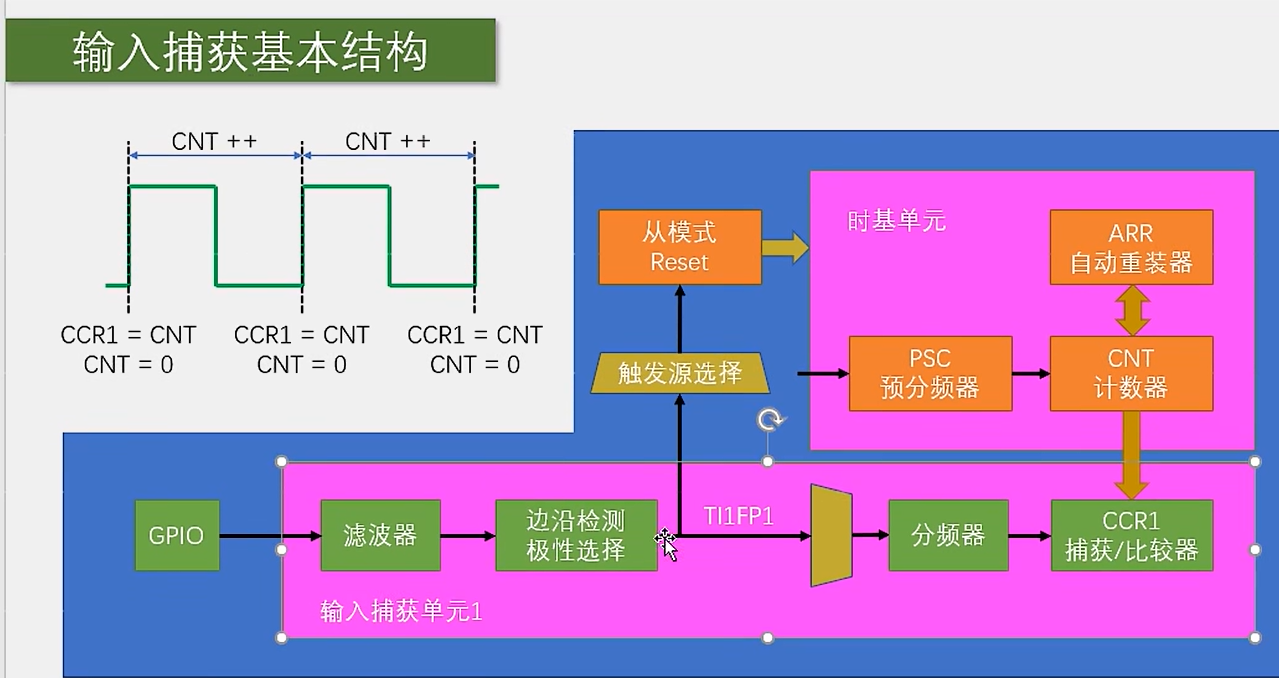 输入捕获基本结构
CNT ++
CNT ++
CCR1 = CNT
CNT = 0
CCR1 = CNT
CNT = 0
CCR1 = CNT
CNT = 0
从模式
Reset
时基单元
ARR
自动重装器
触发源选择
PSC
预分频器
CNT
计数器
GPIO
滤波器
边沿检测
极性选择
TI1FP1
分频器
CCR1
捕获/比较器
输入捕获单元1